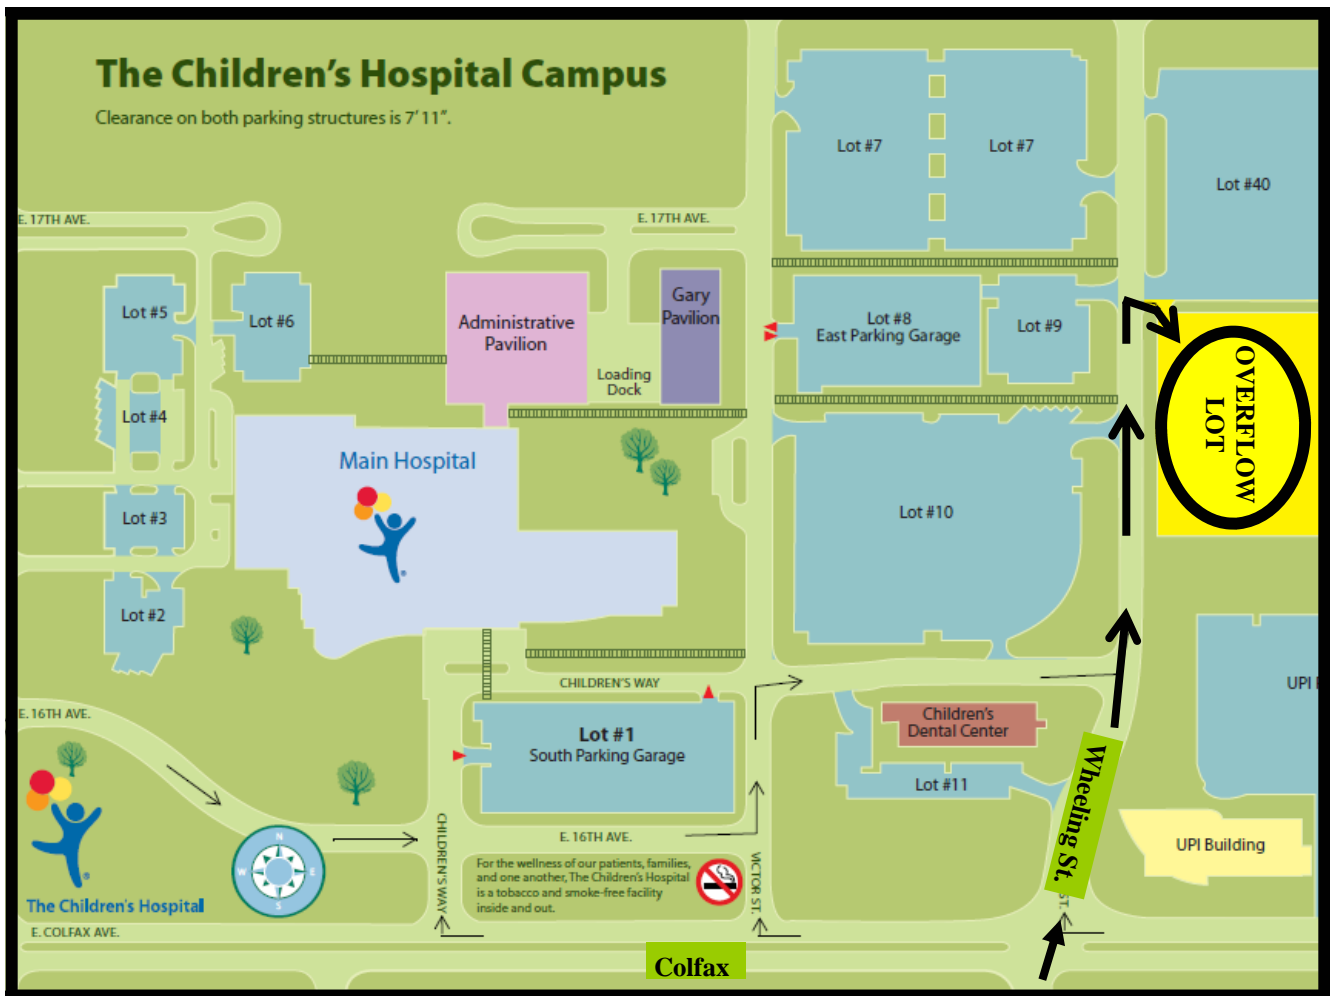 The Children's Hospital Campus
Clearance on both parking structures is 7'11".
Lot #7
Lot #7
Lot #40
E. 17TH AVE.
E. 17TH AVE.
Lot #5
Lot #6
Administrative
Pavilion
Gary
Pavilion
Loading
Dock
Lot #8
East Parking Garage
Lot #9
OVERFLOW
LOT
Lot #4
Main Hospital
®
Lot #3
Lot #10
Lot #2
CHILDREN'S WAY
E. 16TH AVE.
Lot #1
South Parking Garage
Children's
Dental Center
Lot #11
UPI
Wheeling St.
ST.
UPI Building
E. 16TH AVE.
CHILDREN'S WAY
VICTOR ST.
N
W
E
S
For the wellness of our patients, families,
and one another, The Children's Hospital
is a tobacco and smoke-free facility
inside and out.
®
The Children's Hospital
E. COLFAX AVE.
Colfax